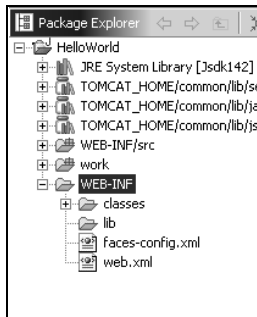 Package Explorer
HelloWorld
JRE System Library [Jsdk142]
TOMCAT_HOME/common/lib/se
TOMCAT_HOME/common/lib/ja
TOMCAT_HOME/common/lib/js
WEB-INF/src
work
WEB-INF
classes
lib
faces-config.xml
web.xml